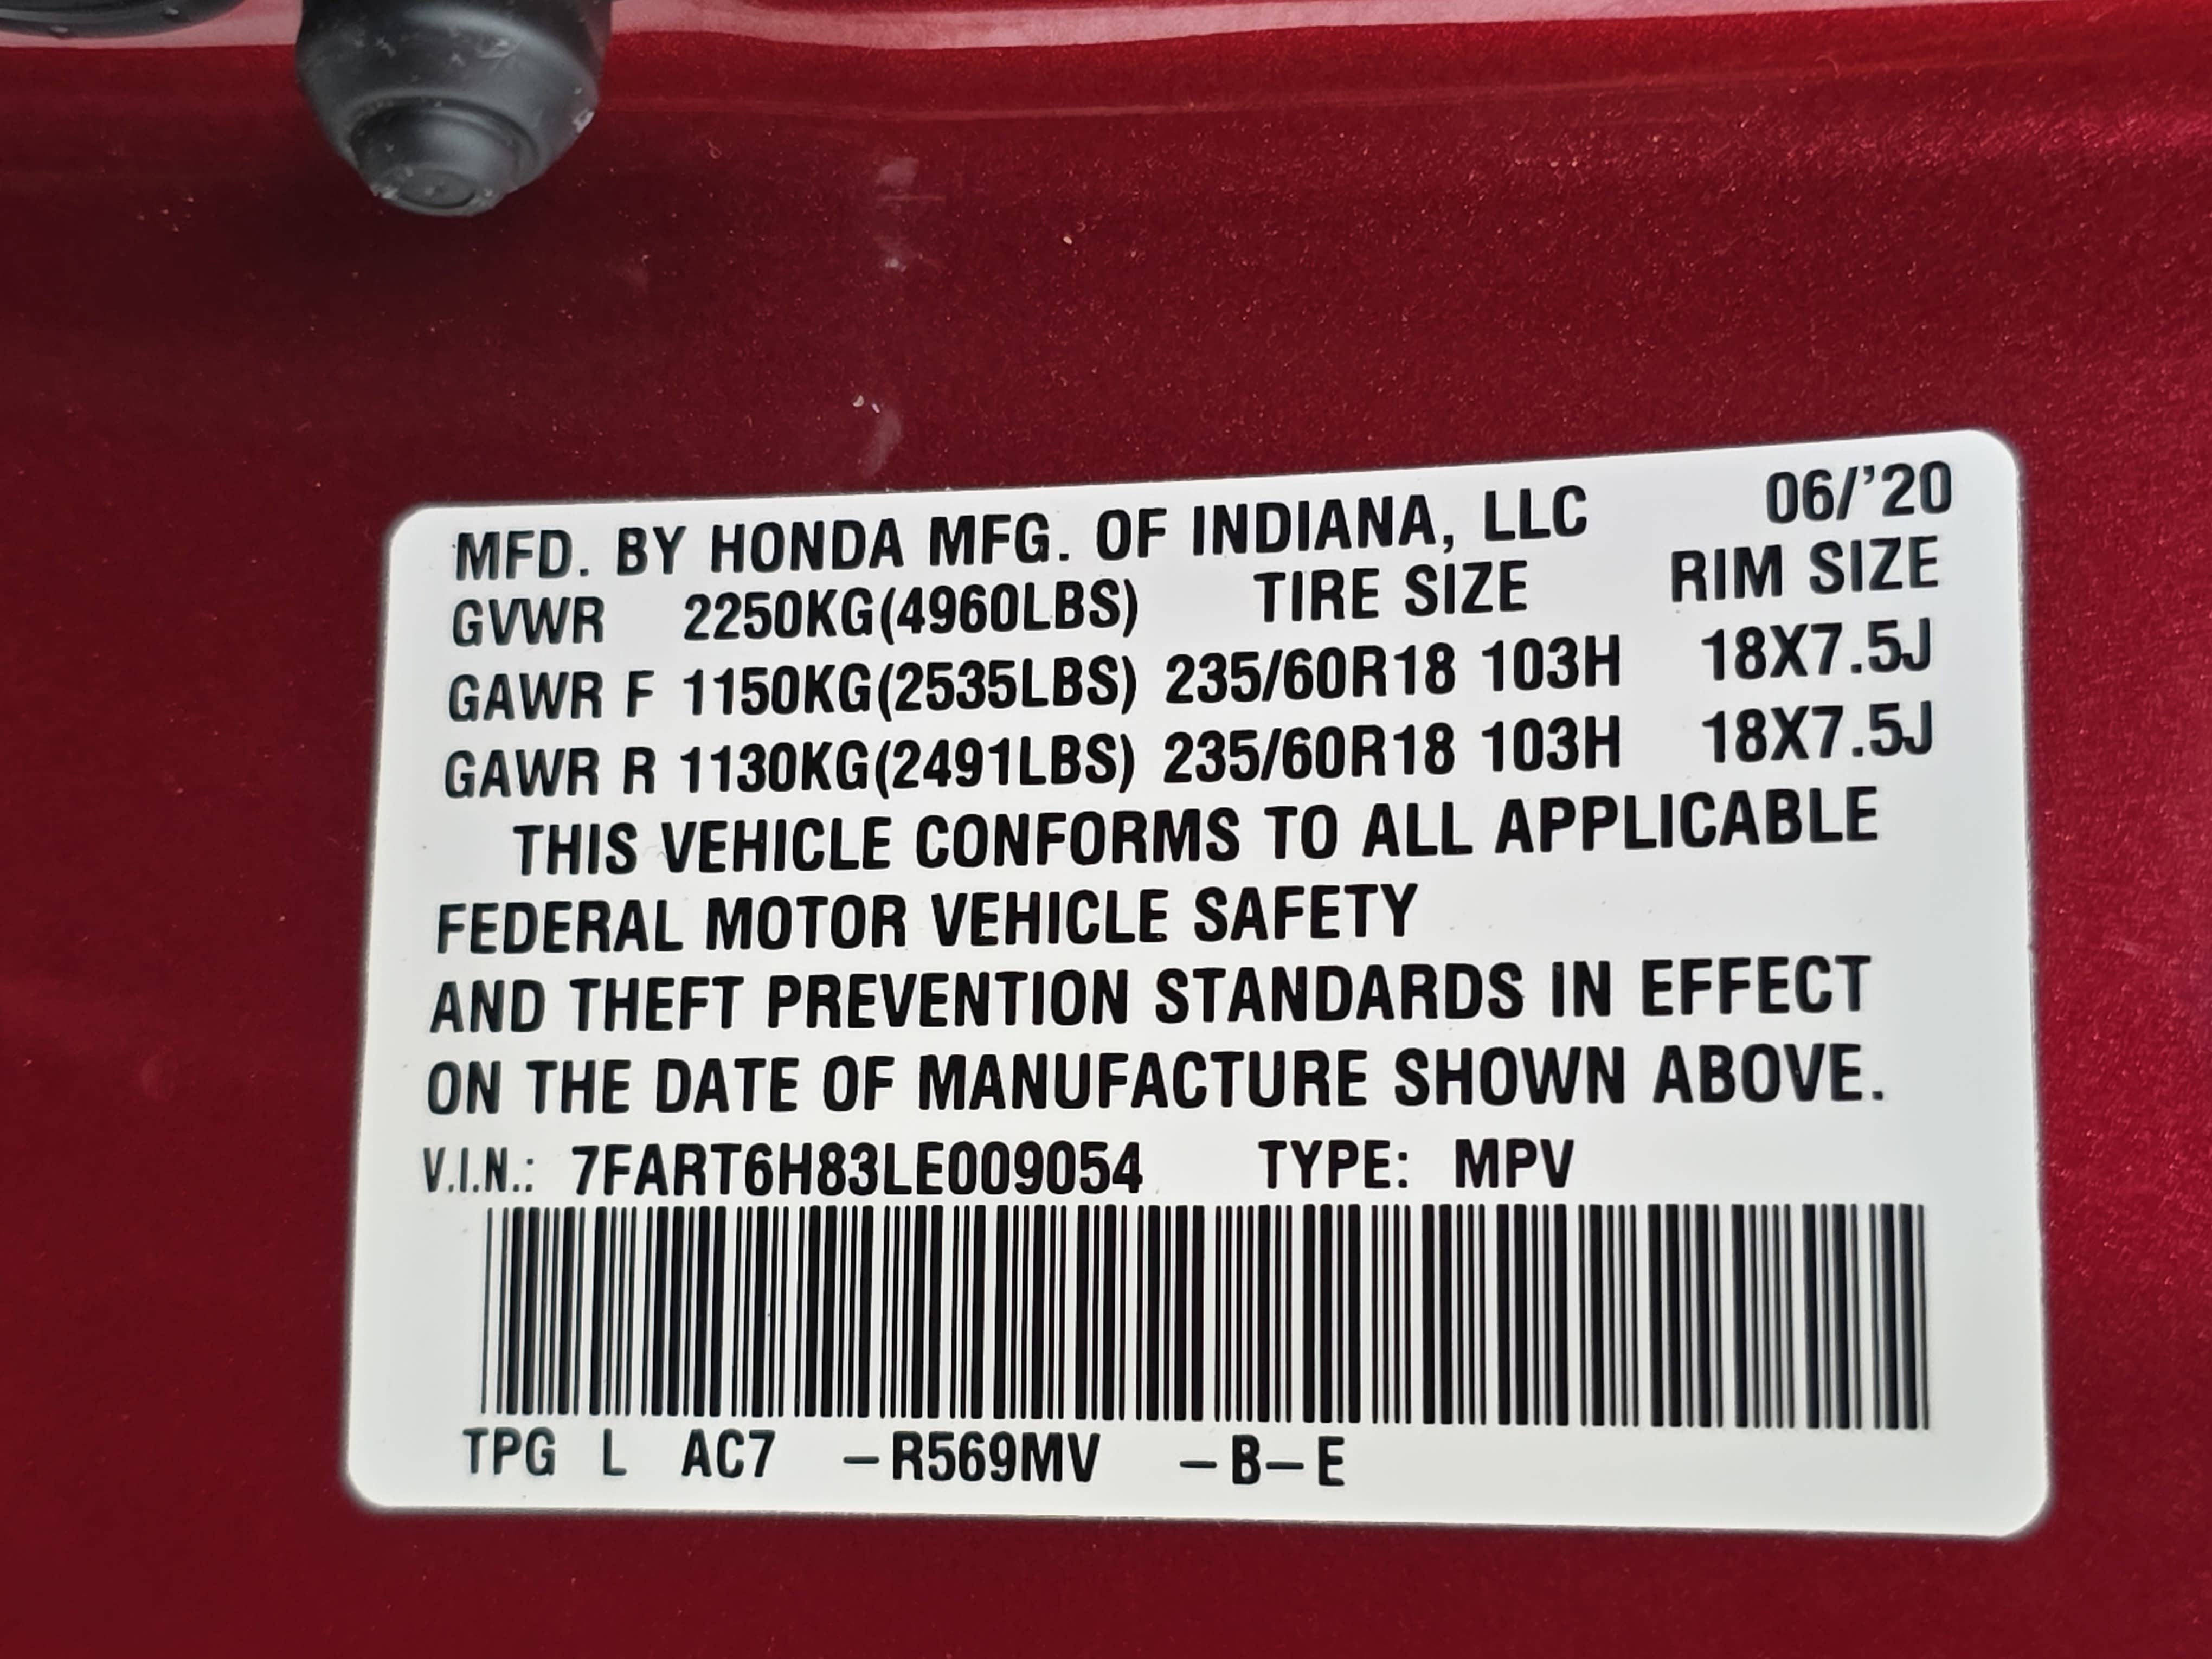 MFD. BY HONDA MFG. OF INDIANA, LLC 06/'20
GVWR 2250KG(4960LBS) TIRE SIZE RIM SIZE
GAWR F 1150KG(2535LBS) 235/60R18 103H 18X7.5J
GAWR R 1130KG(2491LBS) 235/60R18 103H 18X7.5J
THIS VEHICLE CONFORMS TO ALL APPLICABLE
FEDERAL MOTOR VEHICLE SAFETY
AND THEFT PREVENTION STANDARDS IN EFFECT
ON THE DATE OF MANUFACTURE SHOWN ABOVE.
V.I.N.: 7FART6H83LE009054 TYPE: MPV
TPG L AC7 –R569MV –B–E